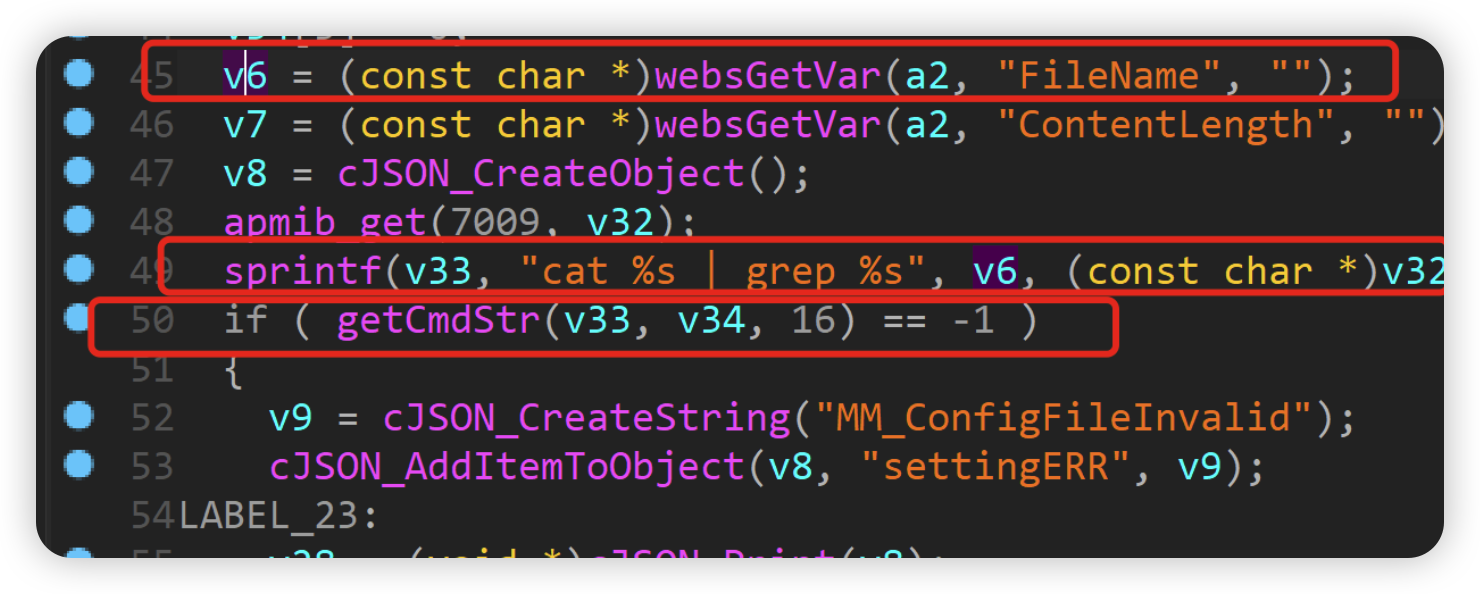 45 v6 = (const char *)websGetVar(a2, "FileName", "");
46 v7 = (const char *)websGetVar(a2, "ContentLength", "")
47 v8 = cJSON_CreateObject();
48 apmib_get(7009, v32);
49 sprintf(v33, "cat %s | grep %s", v6, (const char *)v32
50 if ( getCmdStr(v33, v34, 16) == -1 )
51 {
52 v9 = cJSON_CreateString("MM_ConfigFileInvalid");
53 cJSON_AddItemToObject(v8, "settingERR", v9);
54 LABEL_23: